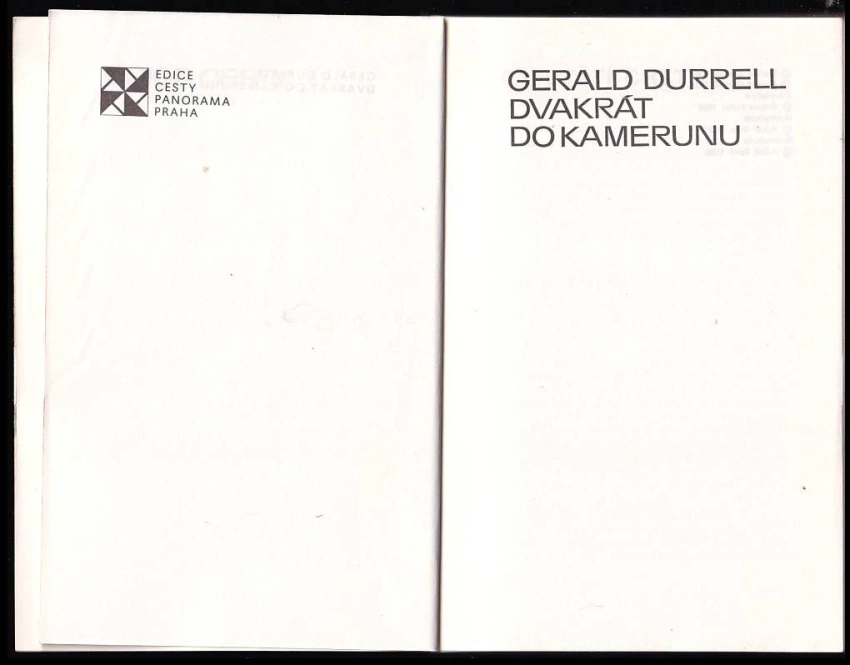 EDICE
CESTY
PANORAMA
PRAHA
GERALD DURRELL
DVAKRÁT
DO KAMERUNU